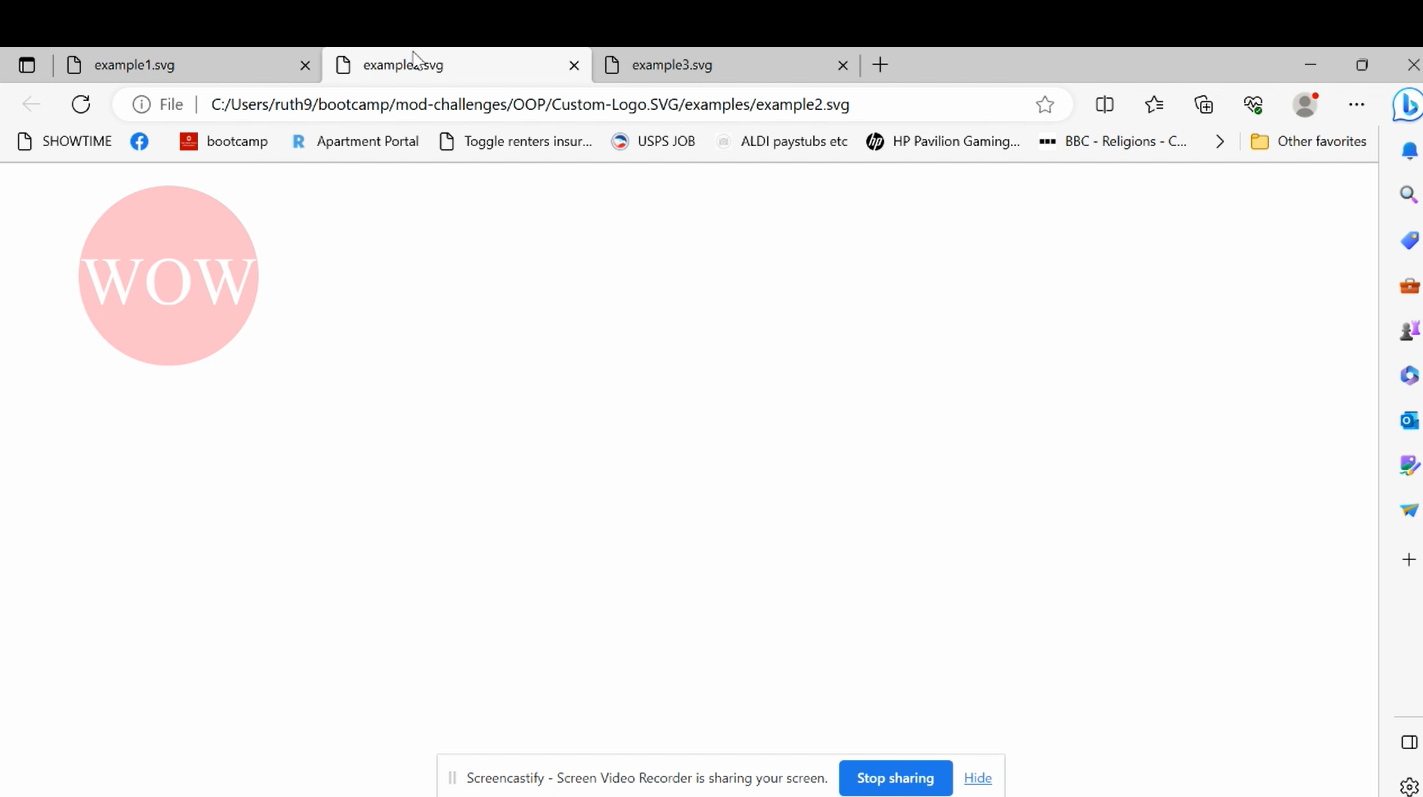 example1.svg
example2.svg
example3.svg
File
C:/Users/ruth9/bootcamp/mod-challenges/OOP/Custom-Logo.SVG/examples/example2.svg
SHOWTIME
bootcamp
Apartment Portal
Toggle renters insur...
USPS JOB
ALDI paystubs etc
HP Pavilion Gaming...
BBC - Religions - C...
Other favorites
WOW
Screencastify - Screen Video Recorder is sharing your screen.
Stop sharing
Hide